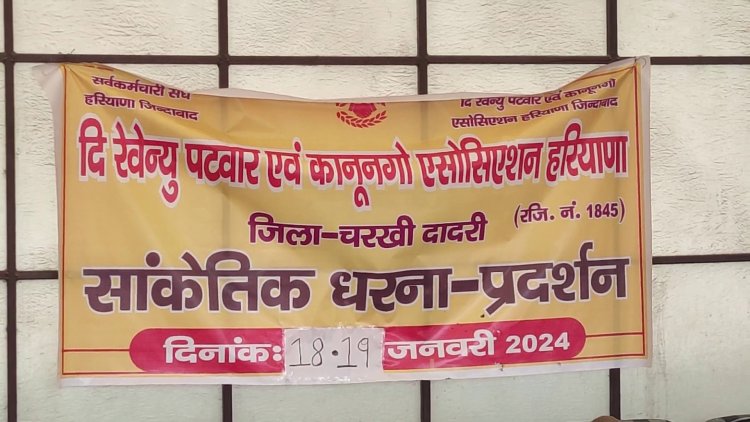 सर्वकर्मचारी संघ
हरियाणा जिन्दाबाद
दि रेवेन्यु पटवार एवं कानूनगो
एसोसिएशन हरियाणा जिन्दाबाद
दि रेवेन्यु पटवार एवं कानूनगो एसोसिएशन हरियाणा
(रजि. नं. 1845)
जिला-चरखी दादरी
सांकेतिक धरना-प्रदर्शन
दिनांक: 18.19 जनवरी 2024